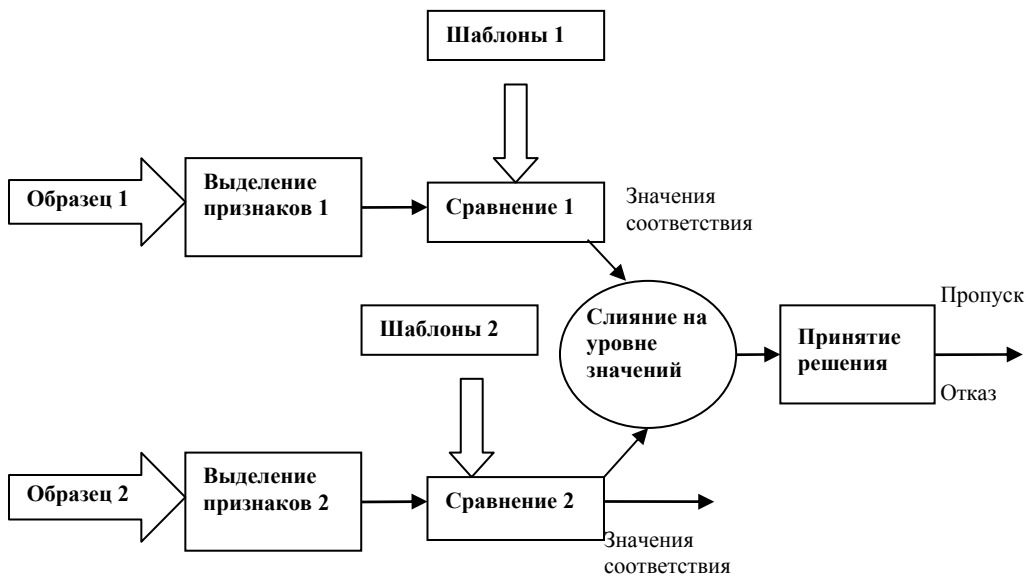 Шаблоны 1
Образец 1
Выделение
признаков 1
Сравнение 1
Значения
соответствия
Шаблоны 2
Слияние на
уровне
значений
Принятие
решения
Пропуск
Отказ
Образец 2
Выделение
признаков 2
Сравнение 2
Значения
соответствия